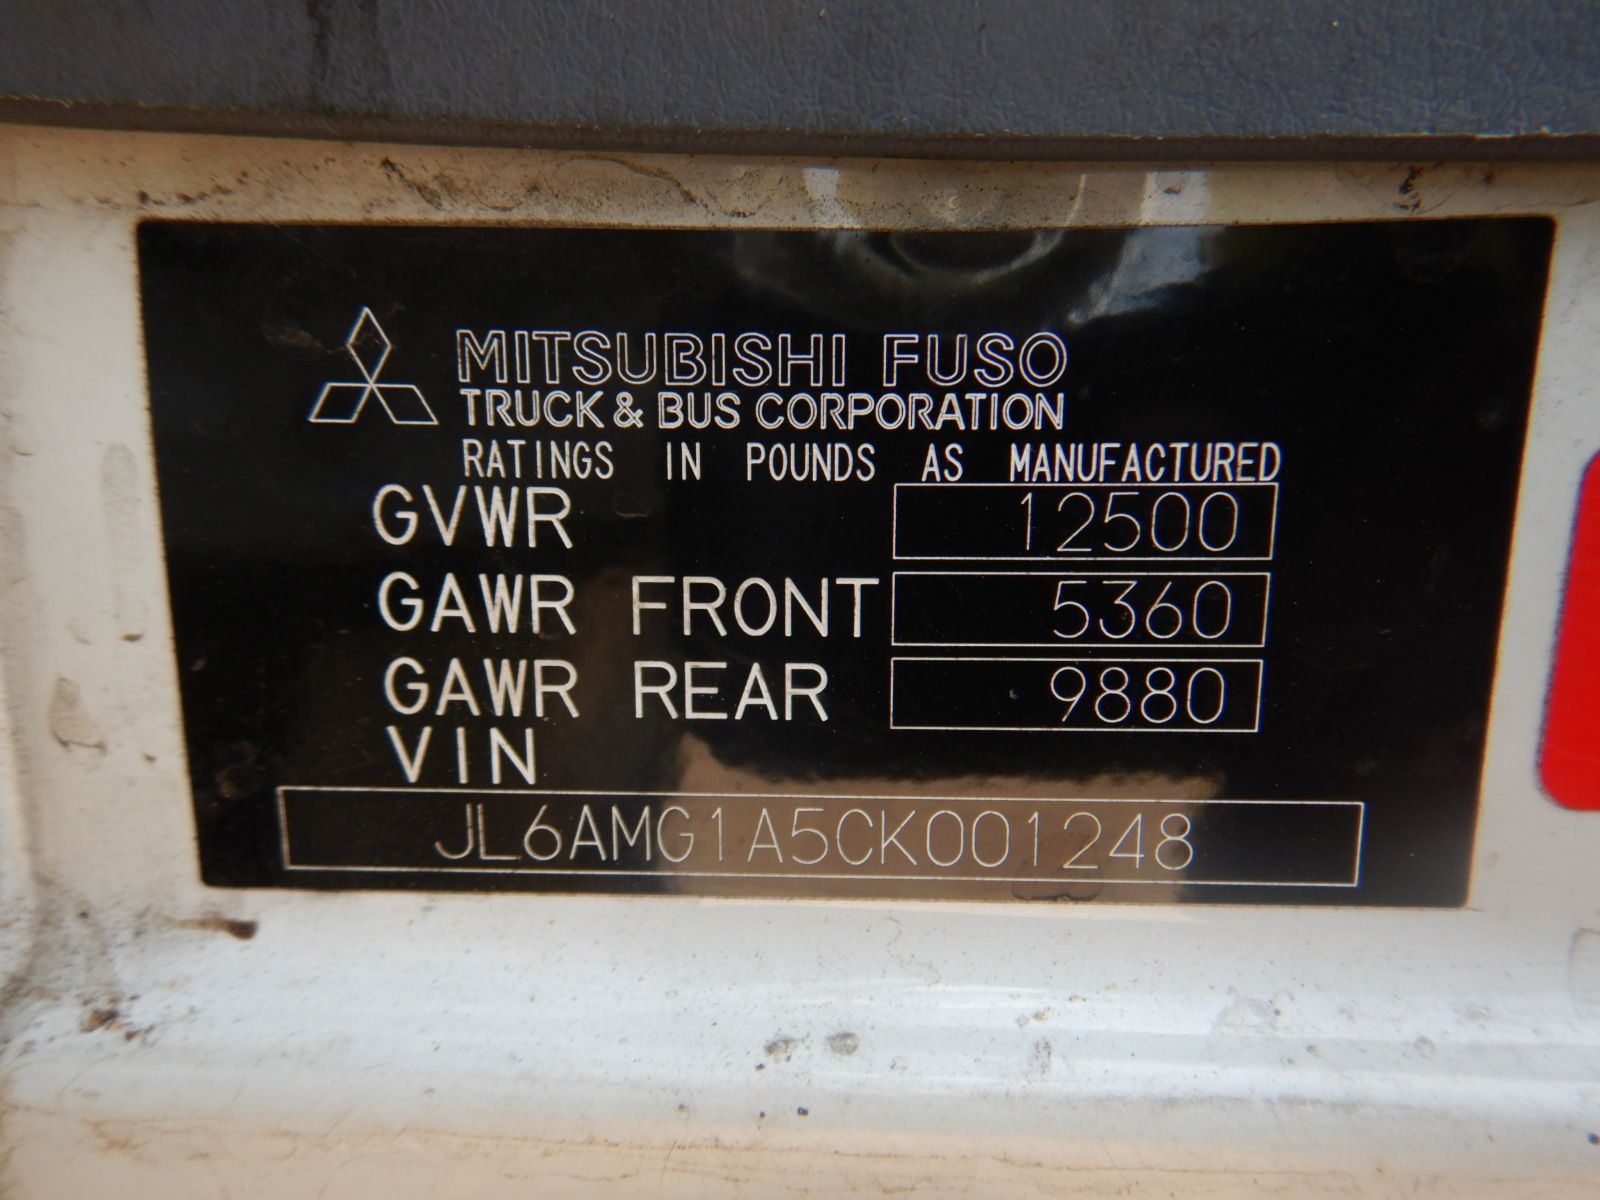 MITSUBISHI FUSO
TRUCK & BUS CORPORATION
RATINGS IN POUNDS AS MANUFACTURED
GVWR 12500
GAWR FRONT 5360
GAWR REAR 9880
VIN
JL6AMG1A5CK001248